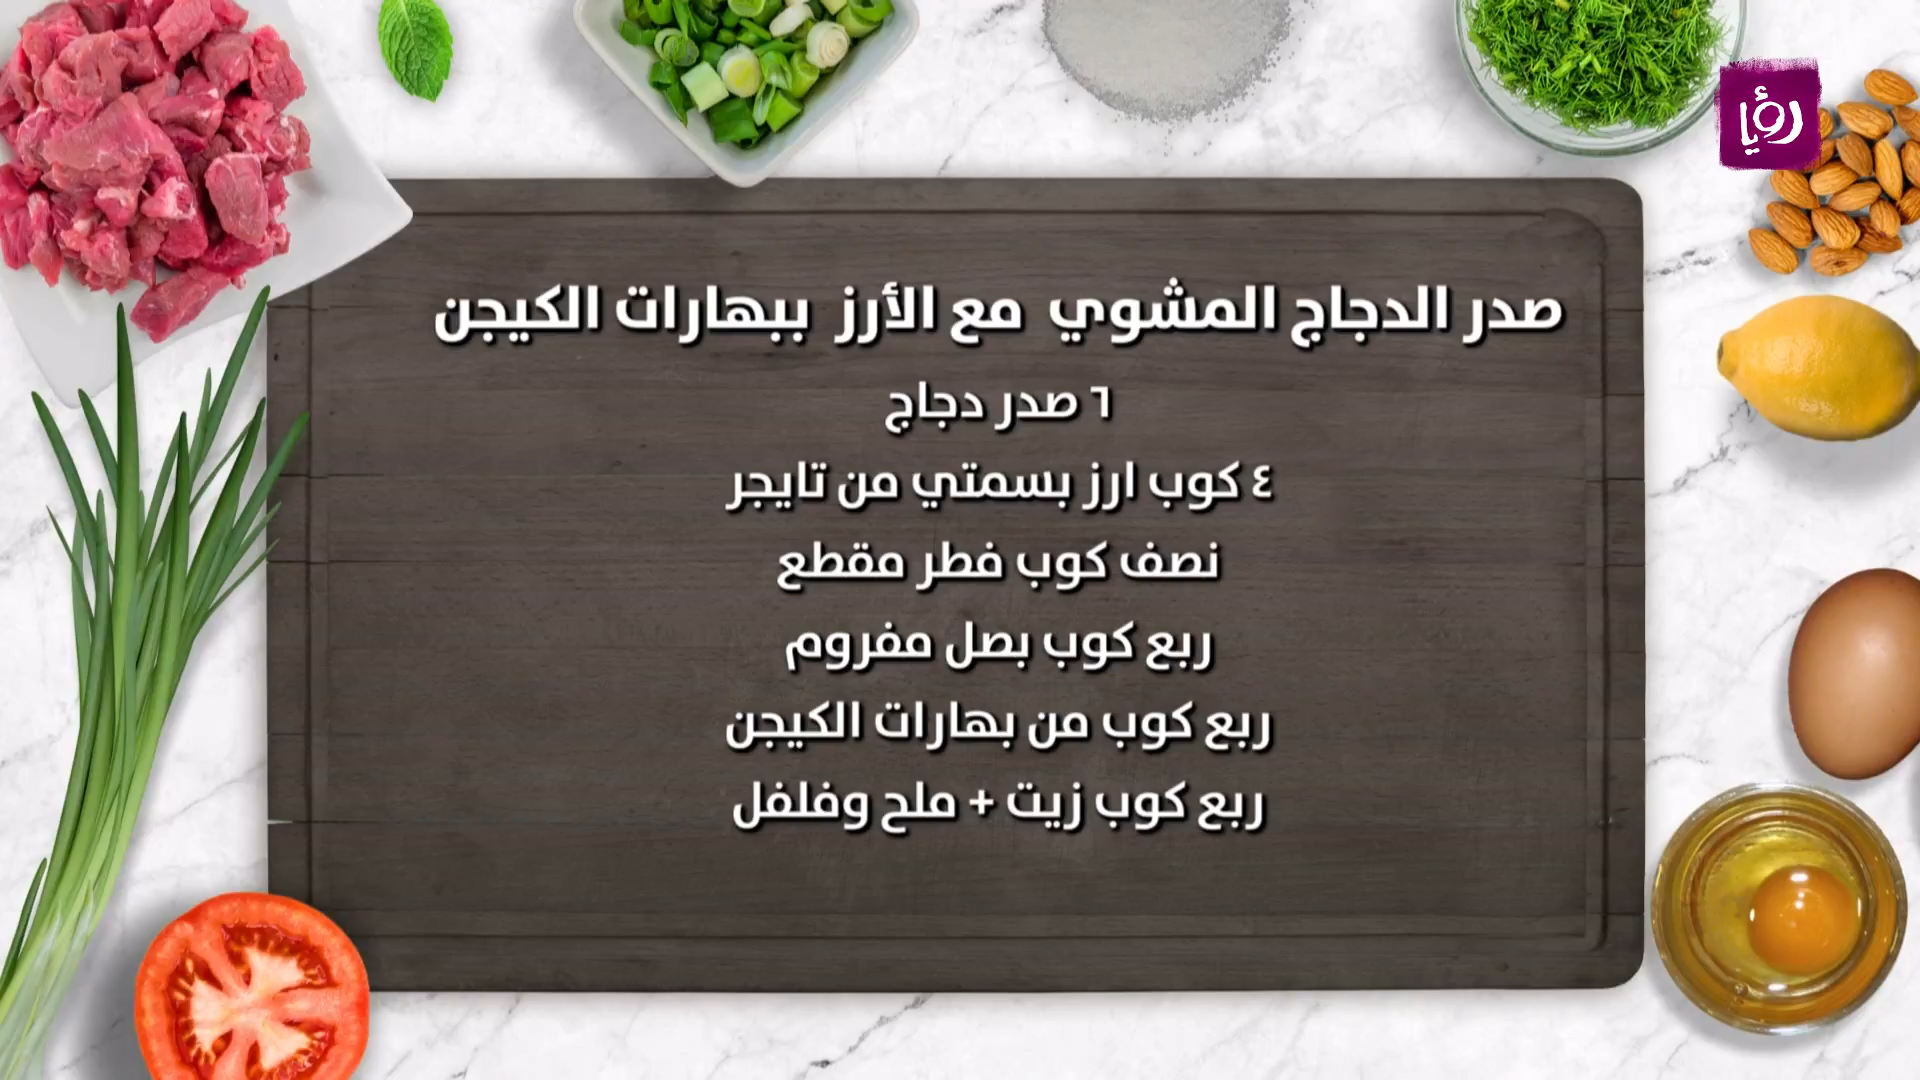 رؤيا
صدر الدجاج المشوي مع الأرز ببهارات الكيجن
٦ صدر دجاج
٤ كوب ارز بسمتي من تايجر
نصف كوب فطر مقطع
ربع كوب بصل مفروم
ربع كوب من بهارات الكيجن
ربع كوب زيت + ملح وفلفل